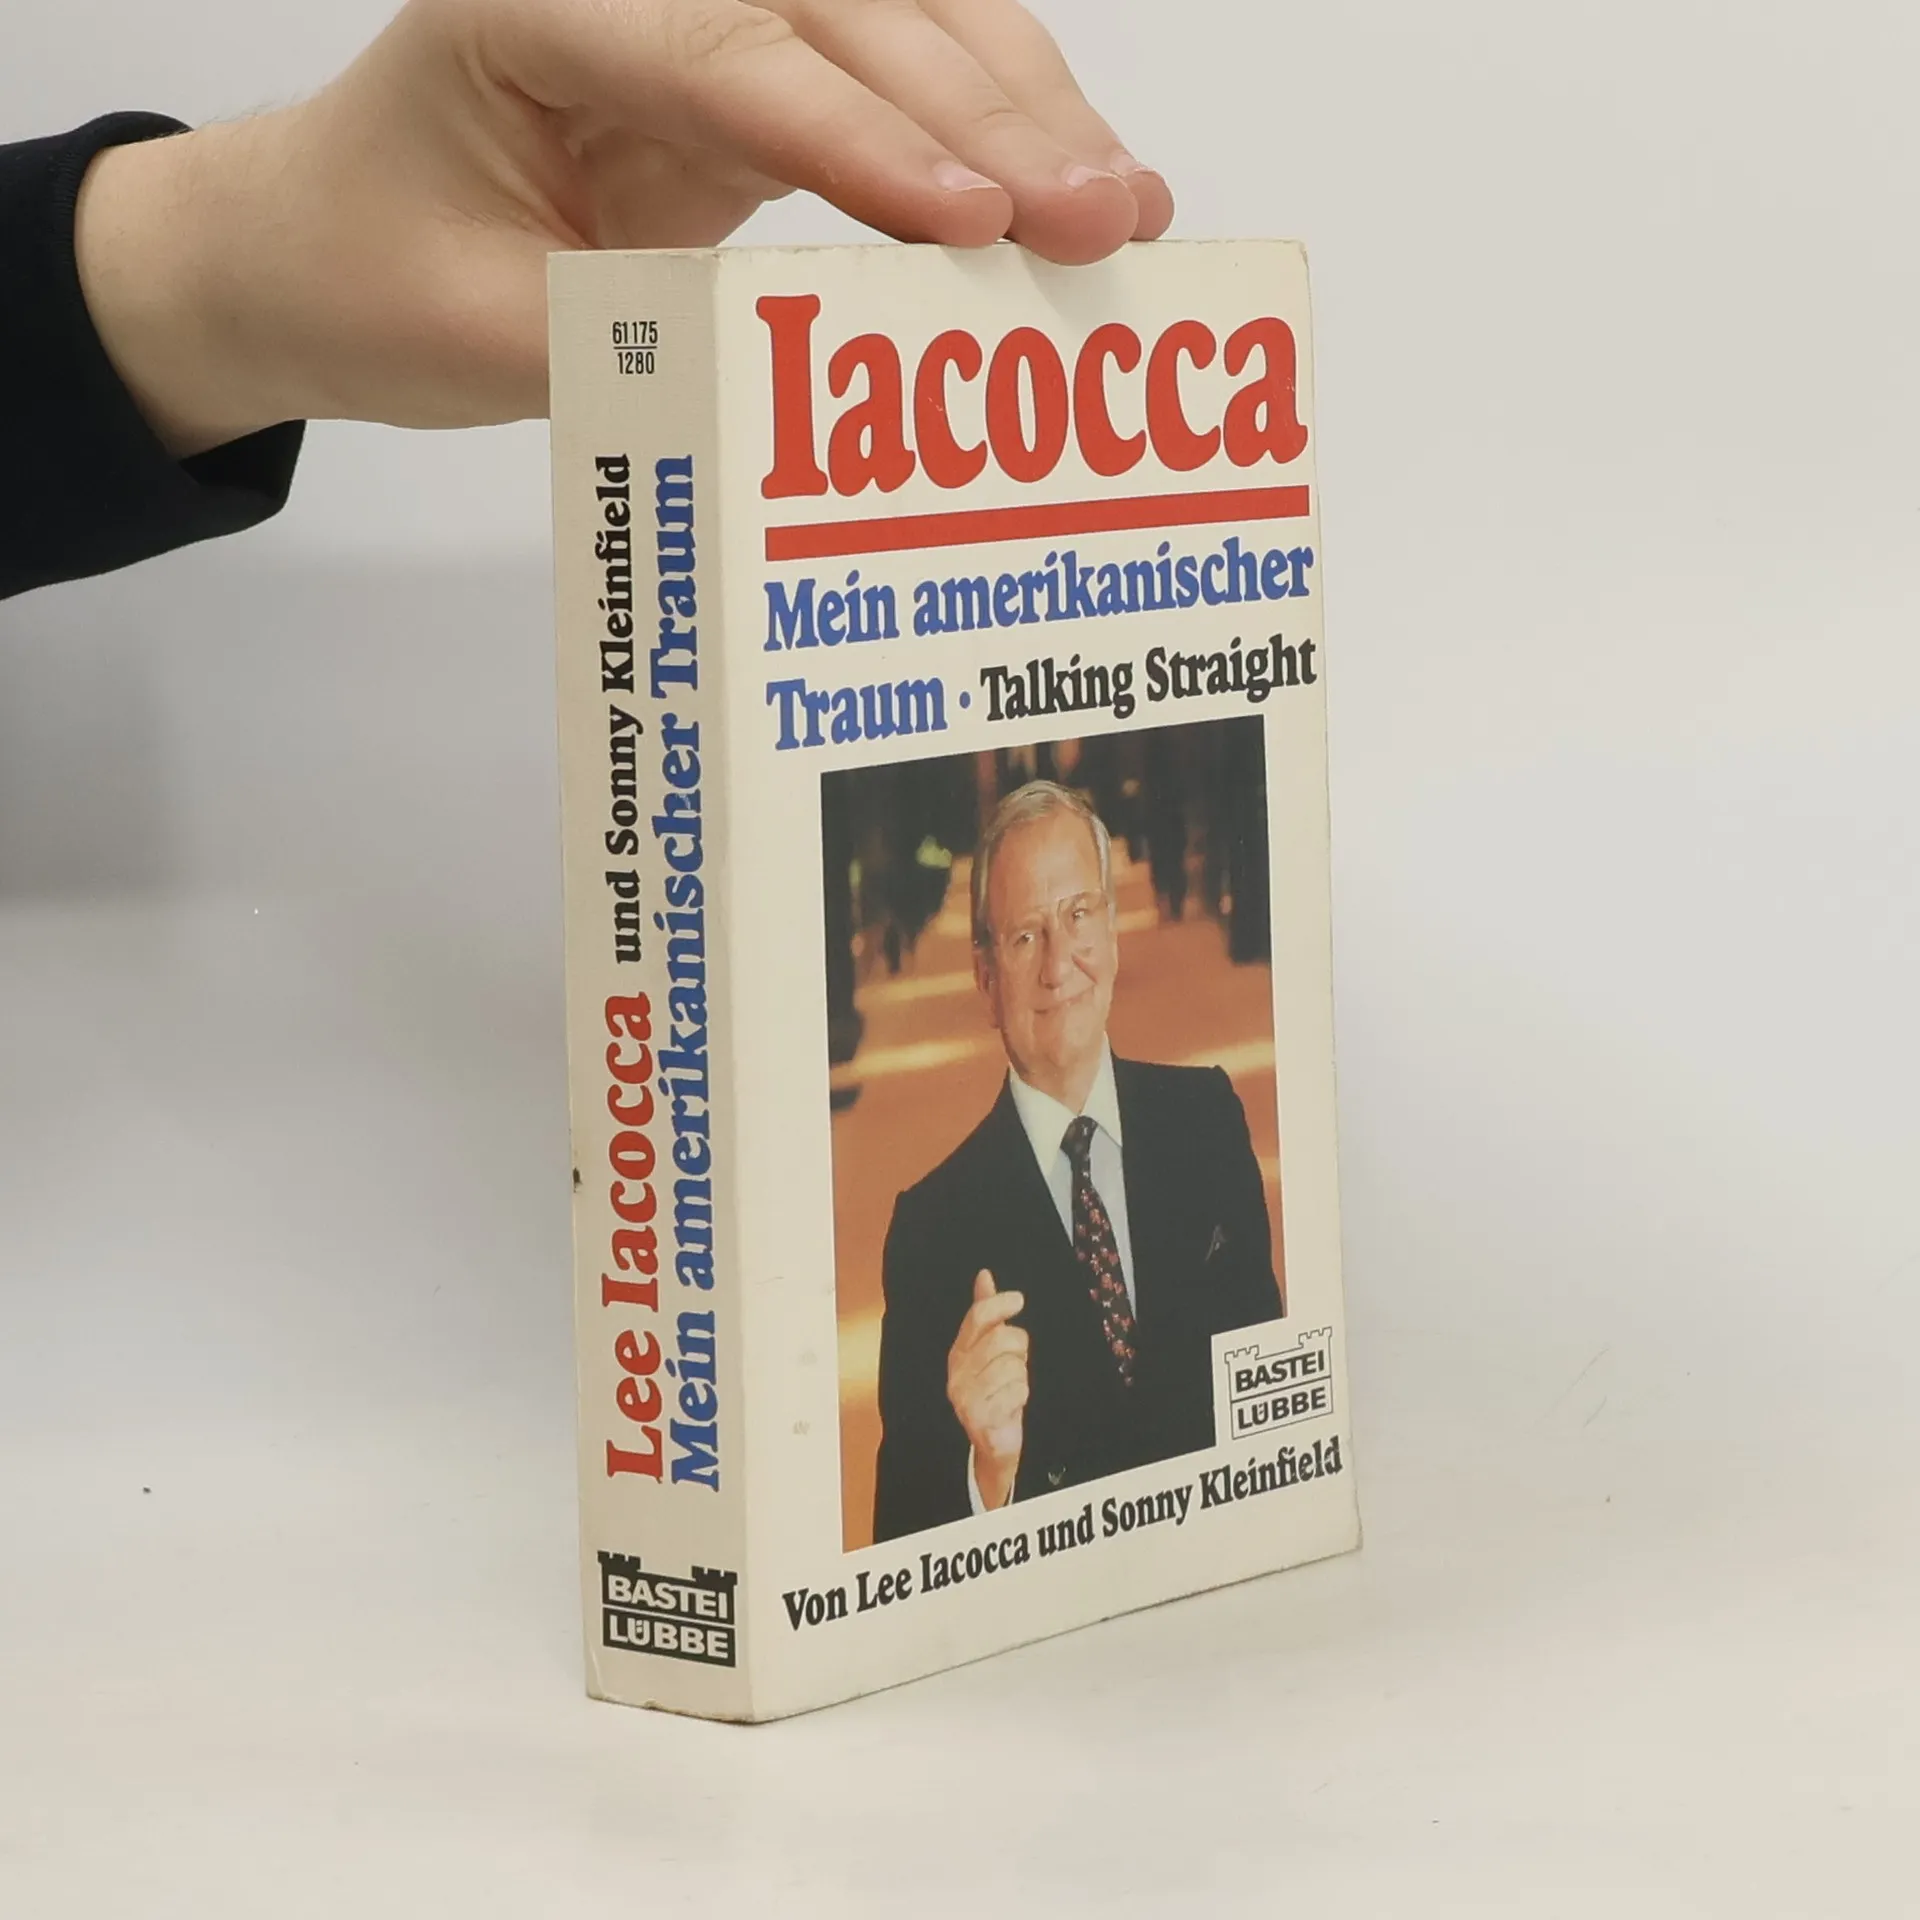 61175
1280
Lee Iacocca und Sonny Kleinfield
Mein amerikanischer Traum
BASTEI
LÜBBE
Iacocca
Mein amerikanischer
Traum · Talking Straight
BASTEI
LÜBBE
Von Lee Iacocca und Sonny Kleinfield